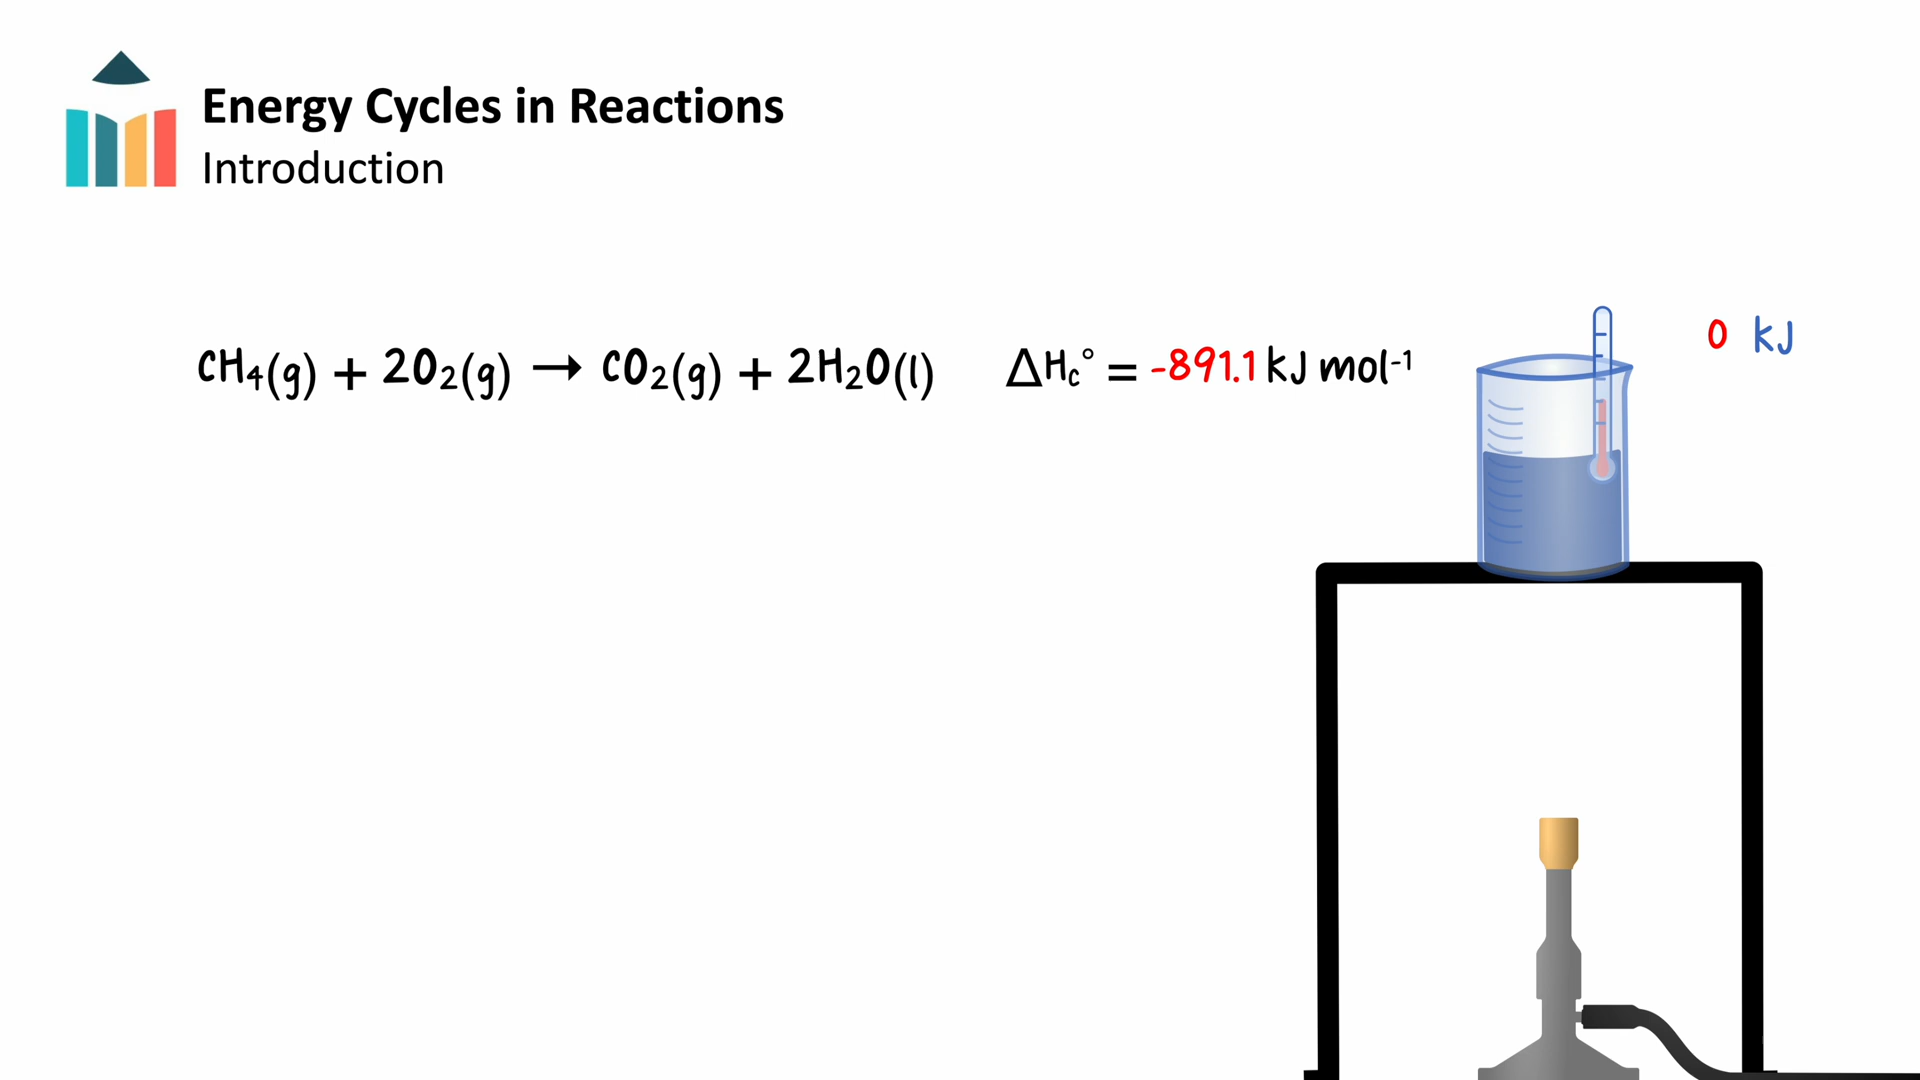 Energy Cycles in Reactions
Introduction
CH₄(g) + 2O₂(g) → CO₂(g) + 2H₂O(l) ΔHc° = -891.1 kJ mol⁻¹
0 kJ